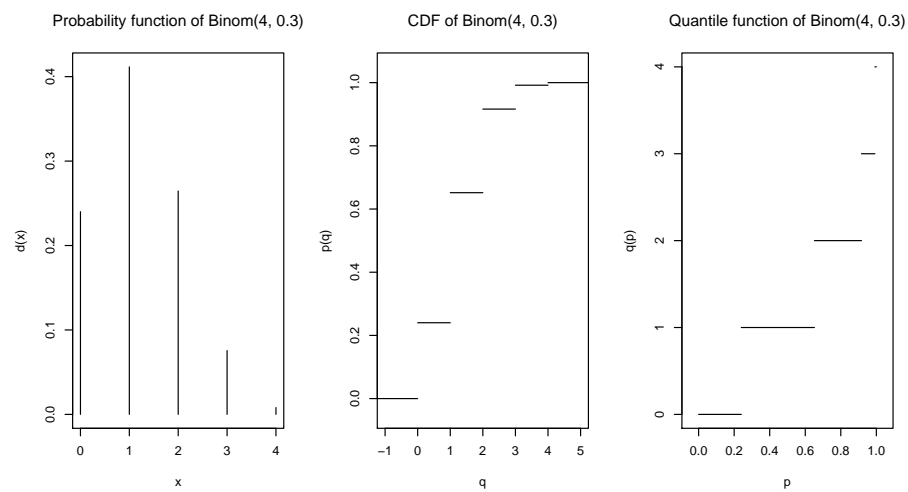 Probability function of Binom(4, 0.3)
0.4
0.3
0.2
0.1
0.0
d(x)
0 1 2 3 4
x
CDF of Binom(4, 0.3)
1.0
0.8
0.6
0.4
0.2
0.0
p(q)
−1 0 1 2 3 4 5
q
Quantile function of Binom(4, 0.3)
4
3
2
1
0
q(p)
0.0 0.2 0.4 0.6 0.8 1.0
p